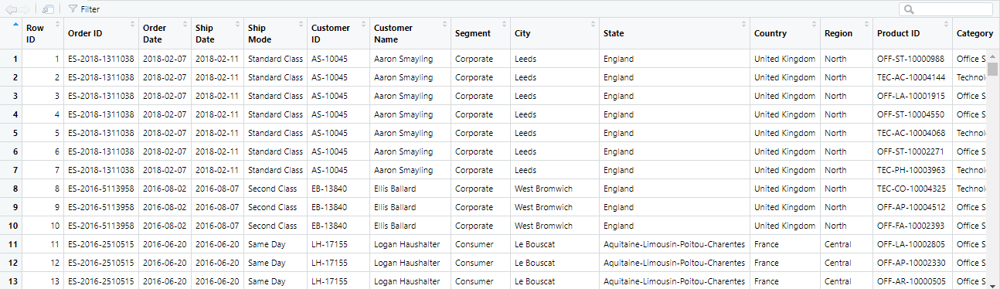 Filter
Row ID Order ID Order Date Ship Date Ship Mode Customer ID Customer Name Segment City State Country Region Product ID Category
1 1 ES-2018-1311038 2018-02-07 2018-02-11 Standard Class AS-10045 Aaron Smayling Corporate Leeds England United Kingdom North OFF-ST-10000988 Office S
2 2 ES-2018-1311038 2018-02-07 2018-02-11 Standard Class AS-10045 Aaron Smayling Corporate Leeds England United Kingdom North TEC-AC-10004144 Technol
3 3 ES-2018-1311038 2018-02-07 2018-02-11 Standard Class AS-10045 Aaron Smayling Corporate Leeds England United Kingdom North OFF-LA-10001915 Office S
4 4 ES-2018-1311038 2018-02-07 2018-02-11 Standard Class AS-10045 Aaron Smayling Corporate Leeds England United Kingdom North OFF-ST-10004550 Office S
5 5 ES-2018-1311038 2018-02-07 2018-02-11 Standard Class AS-10045 Aaron Smayling Corporate Leeds England United Kingdom North TEC-AC-10004068 Technol
6 6 ES-2018-1311038 2018-02-07 2018-02-11 Standard Class AS-10045 Aaron Smayling Corporate Leeds England United Kingdom North OFF-ST-10002271 Office S
7 7 ES-2018-1311038 2018-02-07 2018-02-11 Standard Class AS-10045 Aaron Smayling Corporate Leeds England United Kingdom North TEC-PH-10003963 Technol
8 8 ES-2016-5113958 2016-08-02 2016-08-07 Second Class EB-13840 Ellis Ballard Corporate West Bromwich England United Kingdom North TEC-CO-10004325 Technol
9 9 ES-2016-5113958 2016-08-02 2016-08-07 Second Class EB-13840 Ellis Ballard Corporate West Bromwich England United Kingdom North OFF-AP-10004512 Office S
10 10 ES-2016-5113958 2016-08-02 2016-08-07 Second Class EB-13840 Ellis Ballard Corporate West Bromwich England United Kingdom North OFF-FA-10002393 Office S
11 11 ES-2016-2510515 2016-06-20 2016-06-20 Same Day LH-17155 Logan Haushalter Consumer Le Bouscat Aquitaine-Limousin-Poitou-Charentes France Central OFF-LA-10002805 Office S
12 12 ES-2016-2510515 2016-06-20 2016-06-20 Same Day LH-17155 Logan Haushalter Consumer Le Bouscat Aquitaine-Limousin-Poitou-Charentes France Central OFF-AP-10002330 Office S
13 13 ES-2016-2510515 2016-06-20 2016-06-20 Same Day LH-17155 Logan Haushalter Consumer Le Bouscat Aquitaine-Limousin-Poitou-Charentes France Central OFF-AR-10000505 Office S